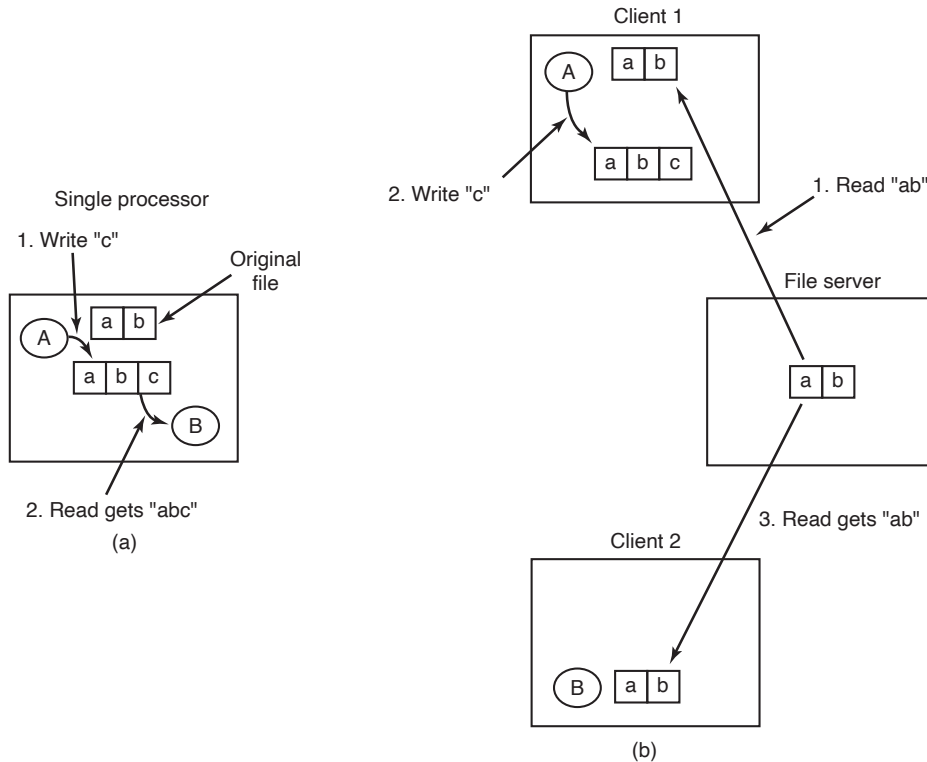 Single processor
1. Write "c"
Original
file
A
a b
a b c
B
2. Read gets "abc"
(a)
Client 1
A
a b
a b c
2. Write "c"
1. Read "ab"
File server
a b
3. Read gets "ab"
Client 2
B
a b
(b)